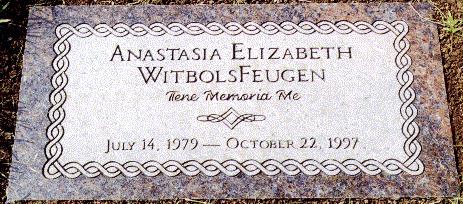 Anastasia Elizabeth
WitbolsFeugen
Tene Memoria Me
July 14, 1979 — October 22, 1997